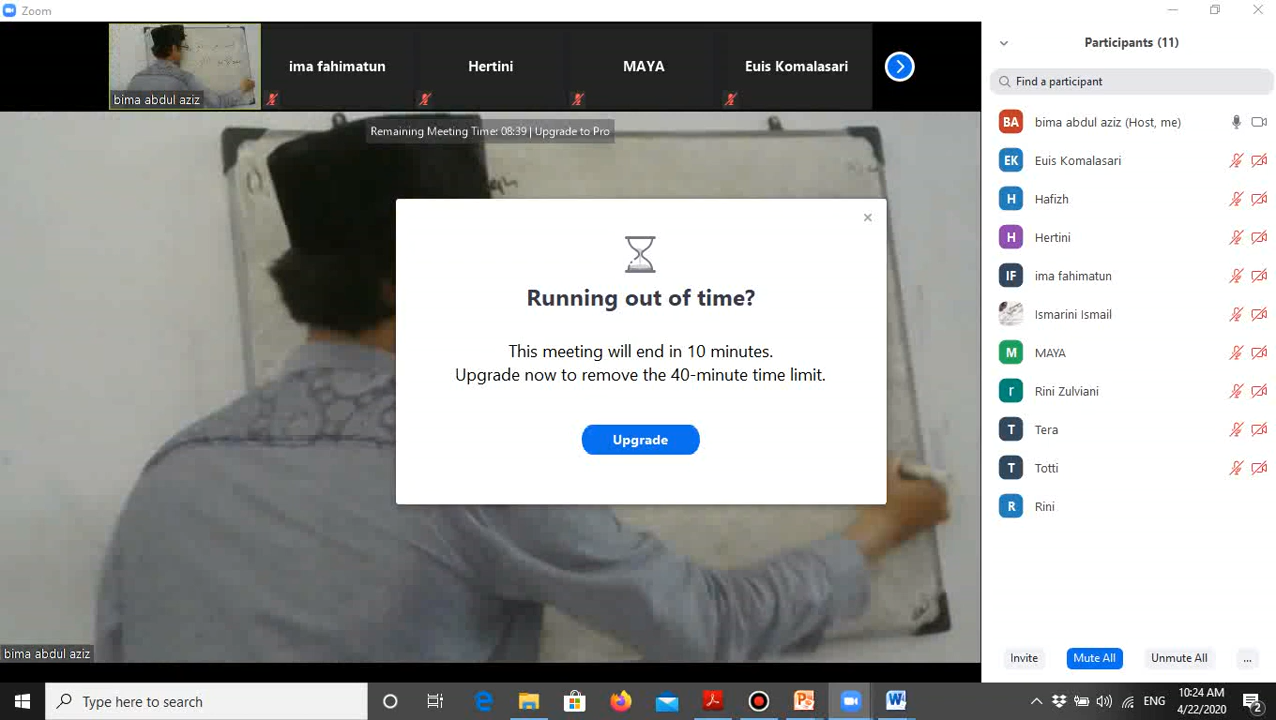 Zoom
bima abdul aziz
ima fahimatun
Hertini
MAYA
Euis Komalasari
Remaining Meeting Time: 08:39 | Upgrade to Pro
Running out of time?
This meeting will end in 10 minutes.
Upgrade now to remove the 40-minute time limit.
Upgrade
bima abdul aziz
Participants (11)
Find a participant
BA bima abdul aziz (Host, me)
EK Euis Komalasari
H Hafizh
H Hertini
IF ima fahimatun
Ismarini Ismail
M MAYA
r Rini Zulviani
T Tera
T Totti
R Rini
Invite Mute All Unmute All ...
Type here to search
ENG
10:24 AM
4/22/2020
2